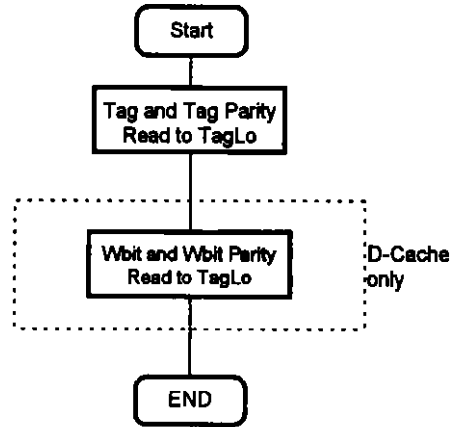 Start
Tag and Tag Parity
Read to TagLo
Wbit and Wbit Parity
Read to TagLo
D-Cache
only
END